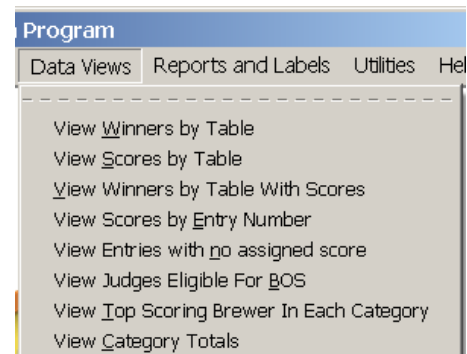 Program
Data Views Reports and Labels Utilities Hel
View Winners by Table
View Scores by Table
View Winners by Table With Scores
View Scores by Entry Number
View Entries with no assigned score
View Judges Eligible For BOS
View Top Scoring Brewer In Each Category
View Category Totals